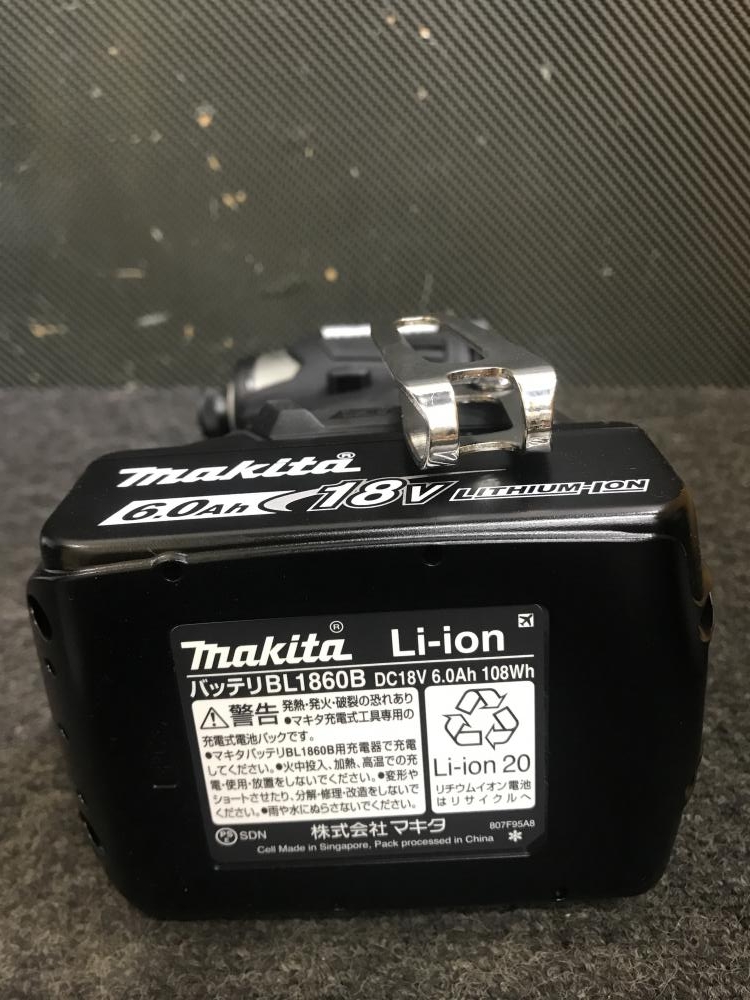 makita®
6.0Ah 18V LITHIUM-ION
makita® Li-ion
バッテリBL1860B DC18V 6.0Ah 108Wh
警告 発熱・発火・破裂の恐れあり
●マキタ充電式工具専用の
充電式電池パックです。
●マキタバッテリBL1860B用充電器で充電
してください。●火中投入、加熱、高温での充
電・使用・放置をしないでください。●変形や
ショートさせたり、分解・修理・改造をしないで
ください。●雨や水にぬらさないでください。
Li-ion 20
リチウムイオン電池
はリサイクルへ
PS E SDN 株式会社マキタ 807F95A8
Cell Made in Singapore, Pack processed in China *